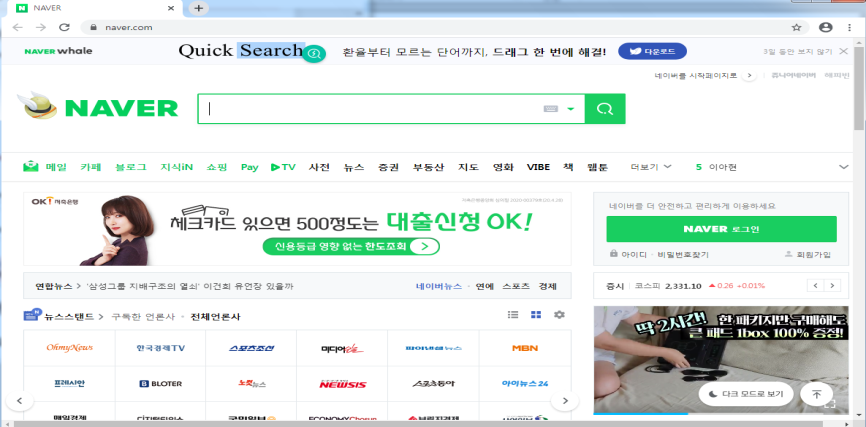 NAVER
naver.com
NAVER whale Quick Search 환율부터 모르는 단어까지, 드래그 한 번에 해결! 다운로드 3일 동안 보지 않기
네이버를 시작페이지로 쥬니어네이버 해피빈
NAVER
메일 카페 블로그 지식iN 쇼핑 Pay TV 사전 뉴스 증권 부동산 지도 영화 VIBE 책 웹툰 더보기 5 이아현
OK! 저축은행
체크카드 있으면 500정도는 대출신청 OK!
신용등급 영향 없는 한도조회
네이버를 더 안전하고 편리하게 이용하세요
NAVER 로그인
아이디 · 비밀번호찾기 회원가입
연합뉴스 > '삼성그룹 지배구조의 열쇠' 이건희 유언장 있을까 네이버뉴스 · 연예 스포츠 경제
증시 코스피 2,331.10 0.26 +0.01%
뉴스스탠드 > 구독한 언론사 · 전체언론사
OhmyNews 한국경제TV 스포츠조선 미디어 파이낸셜뉴스 MBN
프레시안 BLOTER 노컷뉴스 NEWSIS 스포츠동아 아이뉴스24
매일경제 디지털타임스 국민일보 ECONOMYChosun 브릿지경제
딱 2시간! 한 패키지만 구매해도
큰 패드 1box 100% 증정!
다크 모드로 보기